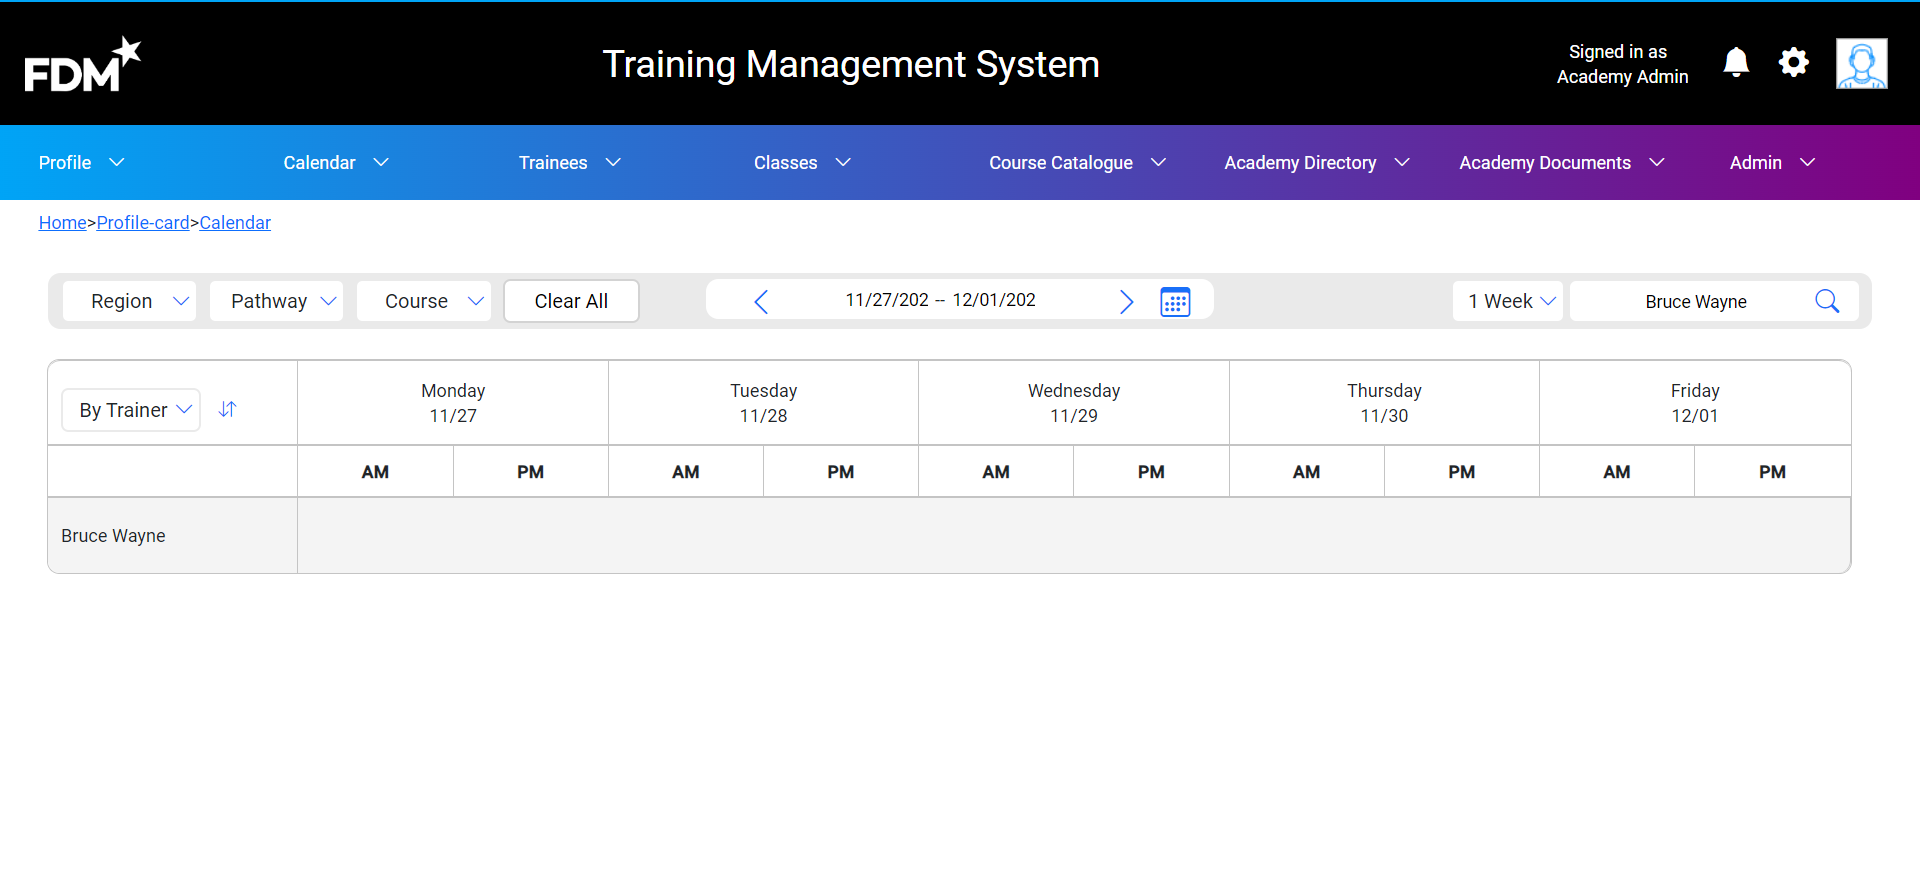 FDM
Training Management System
Signed in as
Academy Admin
Profile Calendar Trainees Classes Course Catalogue Academy Directory Academy Documents Admin
Home>Profile-card>Calendar
Region Pathway Course Clear All 11/27/202 -- 12/01/202 1 Week Bruce Wayne
By Trainer
Monday Tuesday Wednesday Thursday Friday
11/27 11/28 11/29 11/30 12/01
AM PM AM PM AM PM AM PM AM PM
Bruce Wayne